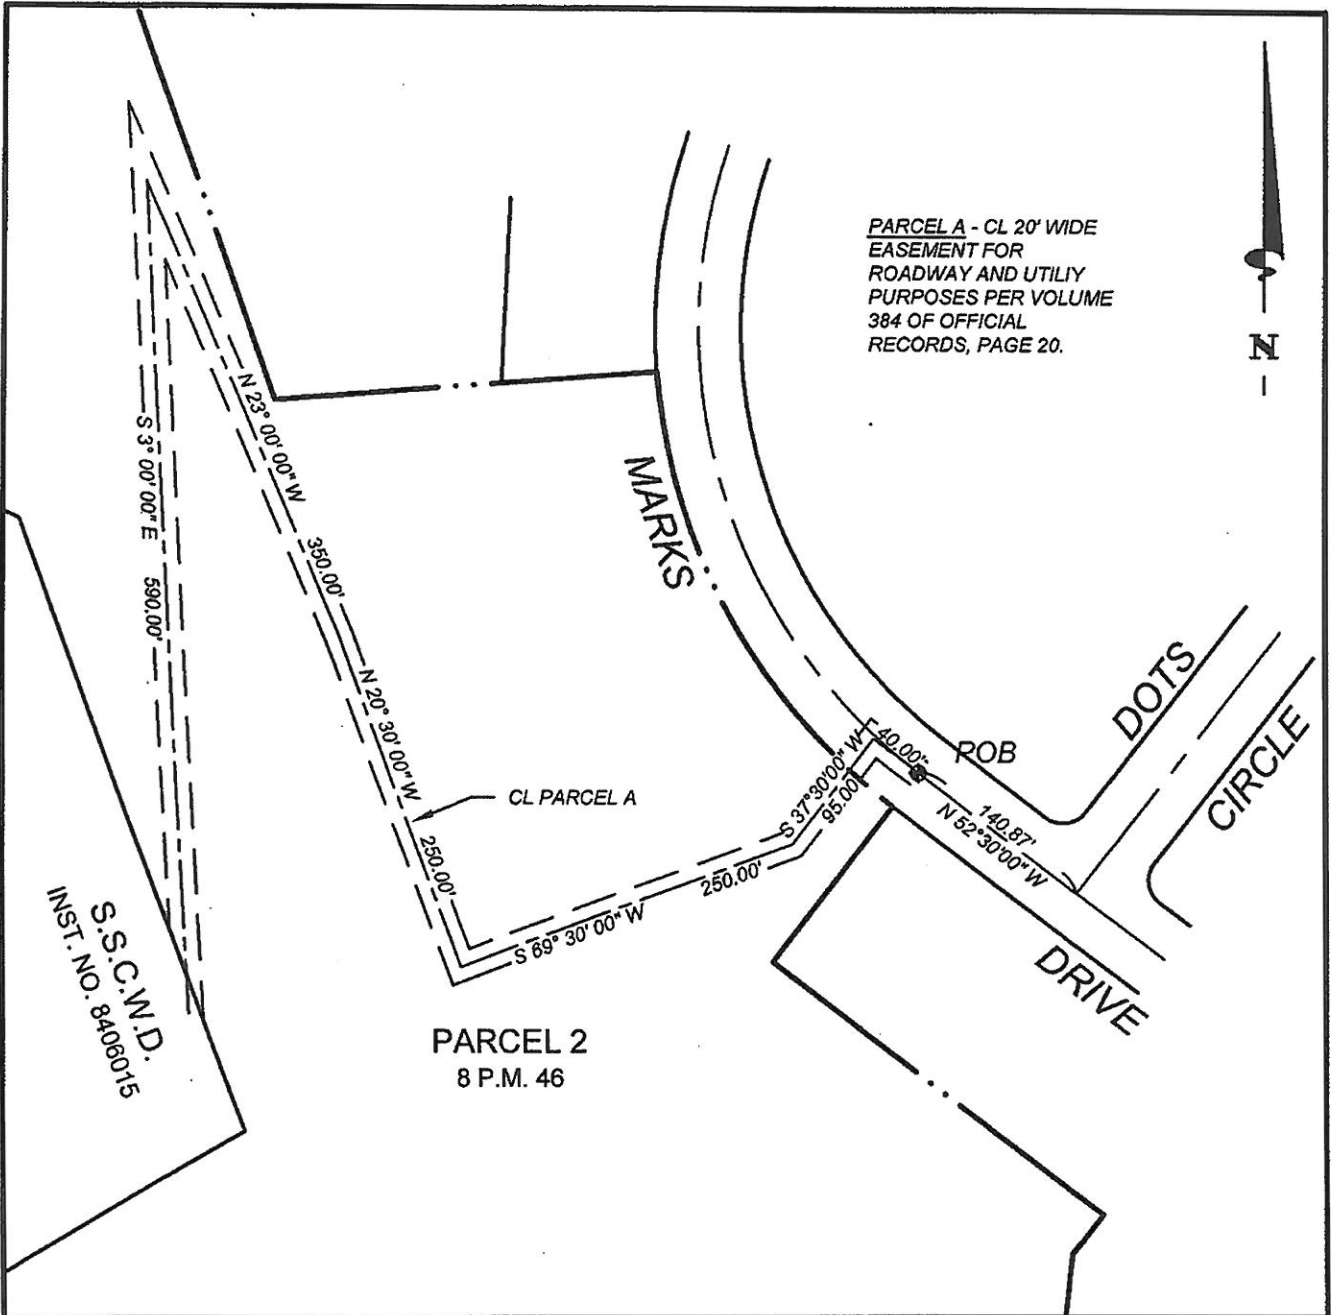 PARCEL A - CL 20' WIDE
EASEMENT FOR
ROADWAY AND UTILIY
PURPOSES PER VOLUME
384 OF OFFICIAL
RECORDS, PAGE 20.
N
N 23° 00' 00" W
350.00'
S 3° 00' 00" E
590.00'
MARKS
N 20° 30' 00" W
250.00'
CL PARCEL A
DOTS
CIRCLE
40.00'
POB
S 37°30'00" W
95.00'
140.87'
N 52°30'00" W
250.00'
S 69° 30' 00" W
DRIVE
S.S.C.W.D.
INST. NO. 8406015
PARCEL 2
8 P.M. 46